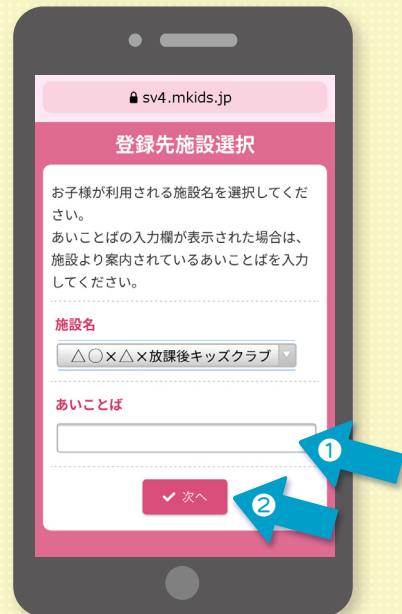 sv4.mkids.jp
登録先施設選択
お子様が利用される施設名を選択してくだ
さい。
あいことばの入力欄が表示された場合は、
施設より案内されているあいことばを入力
してください。
施設名
△○×△×放課後キッズクラブ
あいことば
❶
✔ 次へ
❷